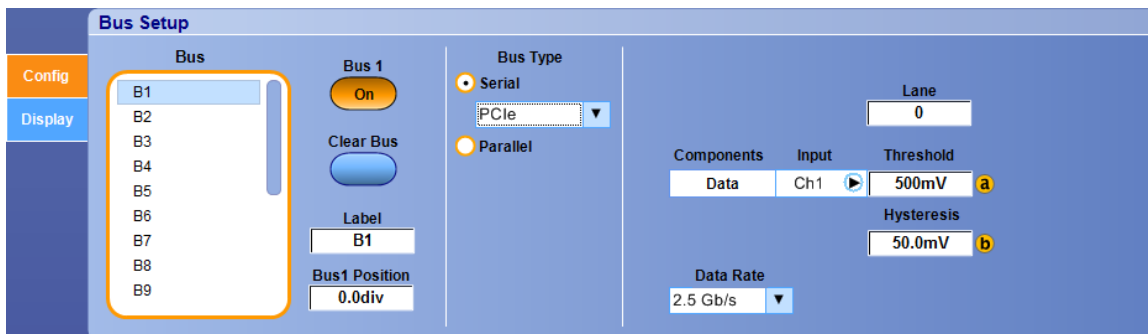 Bus Setup
Config
Display
Bus
B1
B2
B3
B4
B5
B6
B7
B8
B9
Bus 1
On
Clear Bus
Label
B1
Bus1 Position
0.0div
Bus Type
Serial
PCIe
Parallel
Lane
0
Components Input Threshold
Data Ch1 500mV a
Hysteresis
50.0mV b
Data Rate
2.5 Gb/s